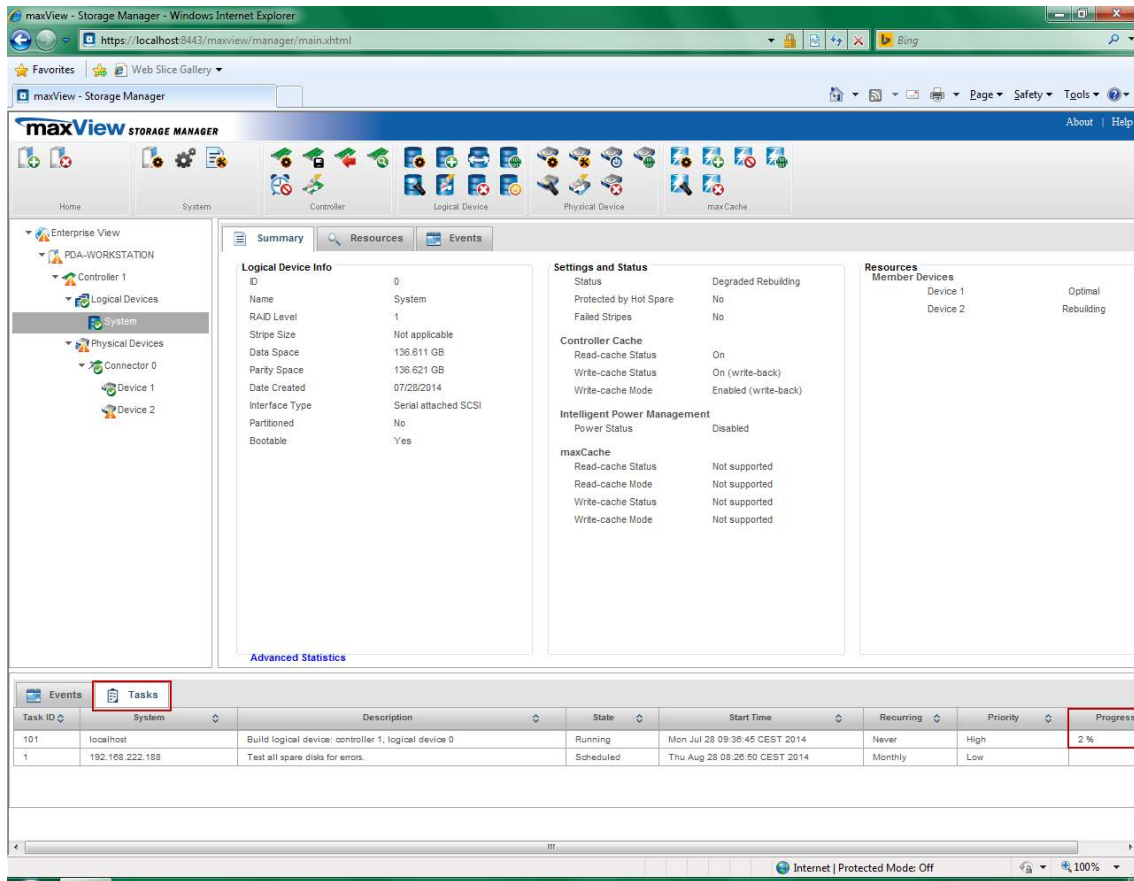 maxView - Storage Manager - Windows Internet Explorer
https://localhost:8443/maxview/manager/main.xhtml
Bing
Favorites
Web Slice Gallery
maxView - Storage Manager
Page Safety Tools
maxView STORAGE MANAGER
About | Help
Home System Controller Logical Device Physical Device maxCache
Enterprise View
PDA-WORKSTATION
Controller 1
Logical Devices
System
Physical Devices
Connector 0
Device 1
Device 2
Summary Resources Events
Logical Device Info
ID 0
Name System
RAID Level 1
Stripe Size Not applicable
Data Space 136.611 GB
Parity Space 136.621 GB
Date Created 07/28/2014
Interface Type Serial attached SCSI
Partitioned No
Bootable Yes
Advanced Statistics
Settings and Status
Status Degraded Rebuilding
Protected by Hot Spare No
Failed Stripes No
Controller Cache
Read-cache Status On
Write-cache Status On (write-back)
Write-cache Mode Enabled (write-back)
Intelligent Power Management
Power Status Disabled
maxCache
Read-cache Status Not supported
Read-cache Mode Not supported
Write-cache Status Not supported
Write-cache Mode Not supported
Resources
Member Devices
Device 1 Optimal
Device 2 Rebuilding
Events Tasks
Task ID System Description State Start Time Recurring Priority Progress
101 localhost Build logical device: controller 1, logical device 0 Running Mon Jul 28 09:36:45 CEST 2014 Never High 2 %
1 192.168.222.188 Test all spare disks for errors. Scheduled Thu Aug 28 08:26:50 CEST 2014 Monthly Low
Internet | Protected Mode: Off
100%